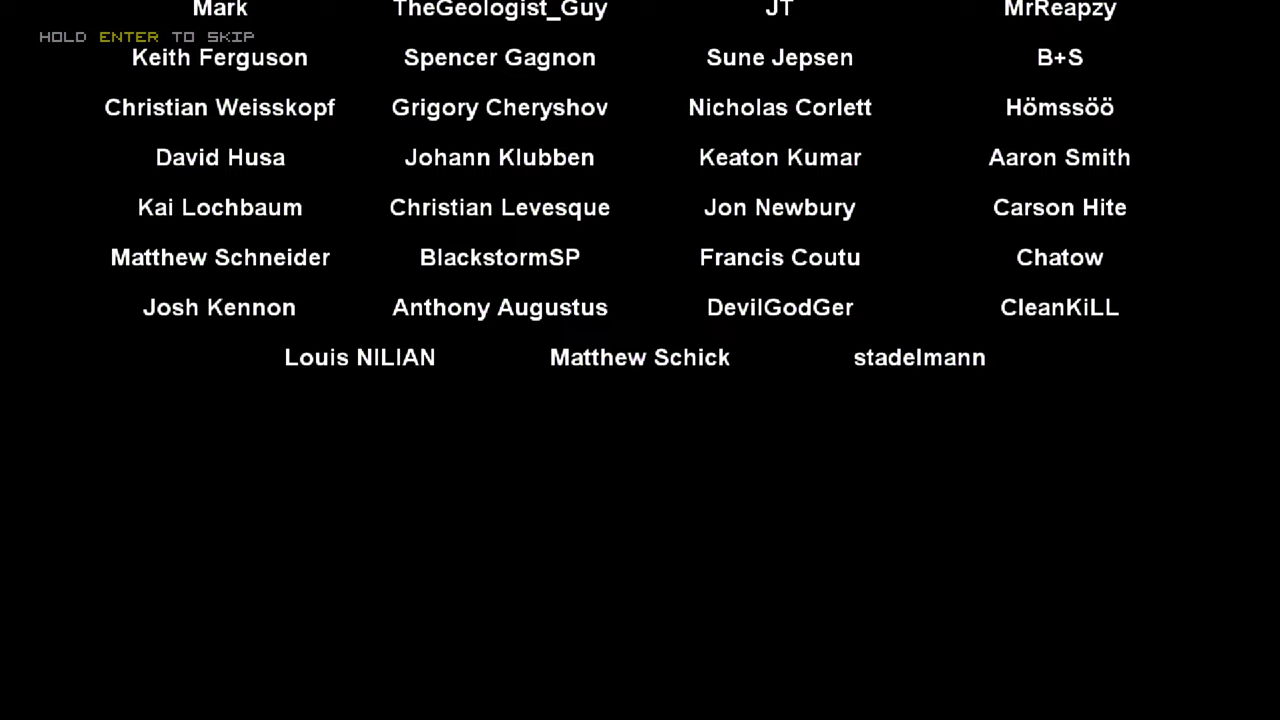 Mark TheGeologist_Guy JT MrReapzy
HOLD ENTER TO SKIP
Keith Ferguson Spencer Gagnon Sune Jepsen B+S
Christian Weisskopf Grigory Cheryshov Nicholas Corlett Hömssöö
David Husa Johann Klubben Keaton Kumar Aaron Smith
Kai Lochbaum Christian Levesque Jon Newbury Carson Hite
Matthew Schneider BlackstormSP Francis Coutu Chatow
Josh Kennon Anthony Augustus DevilGodGer CleanKiLL
Louis NILIAN Matthew Schick stadelmann